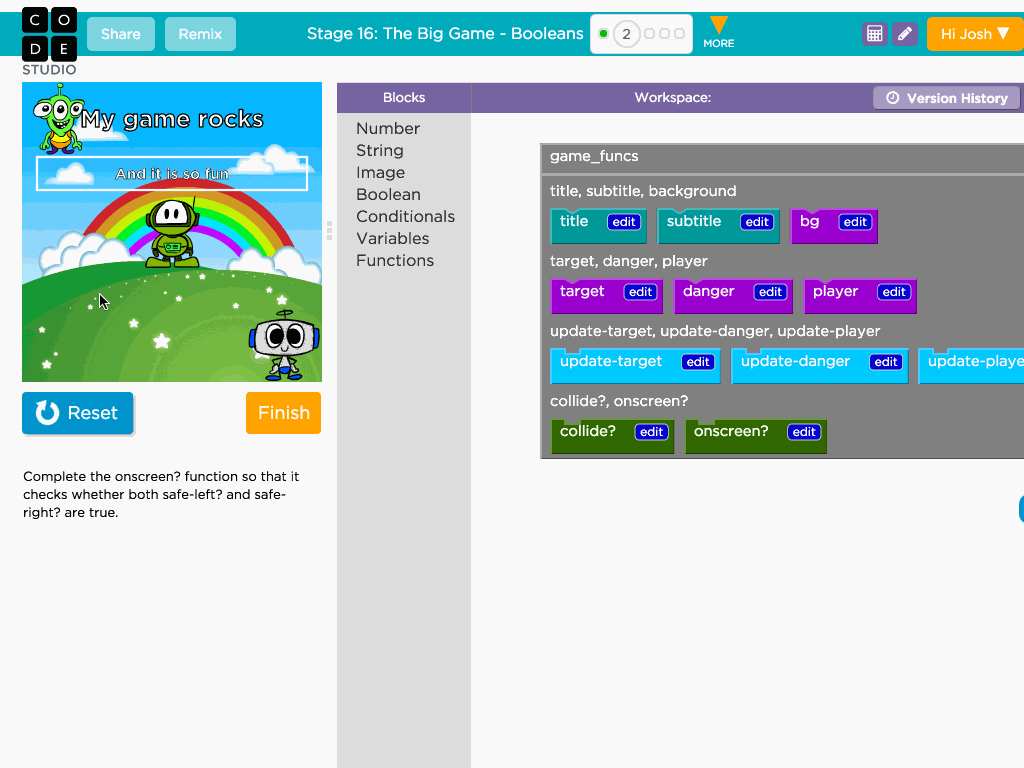 C O
D E
STUDIO
Share
Remix
Stage 16: The Big Game - Booleans
2
MORE
Hi Josh
My game rocks
And it is so fun
Reset
Finish
Complete the onscreen? function so that it
checks whether both safe-left? and safe-
right? are true.
Blocks
Number
String
Image
Boolean
Conditionals
Variables
Functions
Workspace:
Version History
game_funcs
title, subtitle, background
title edit subtitle edit bg edit
target, danger, player
target edit danger edit player edit
update-target, update-danger, update-player
update-target edit update-danger edit update-playe
collide?, onscreen?
collide? edit onscreen? edit